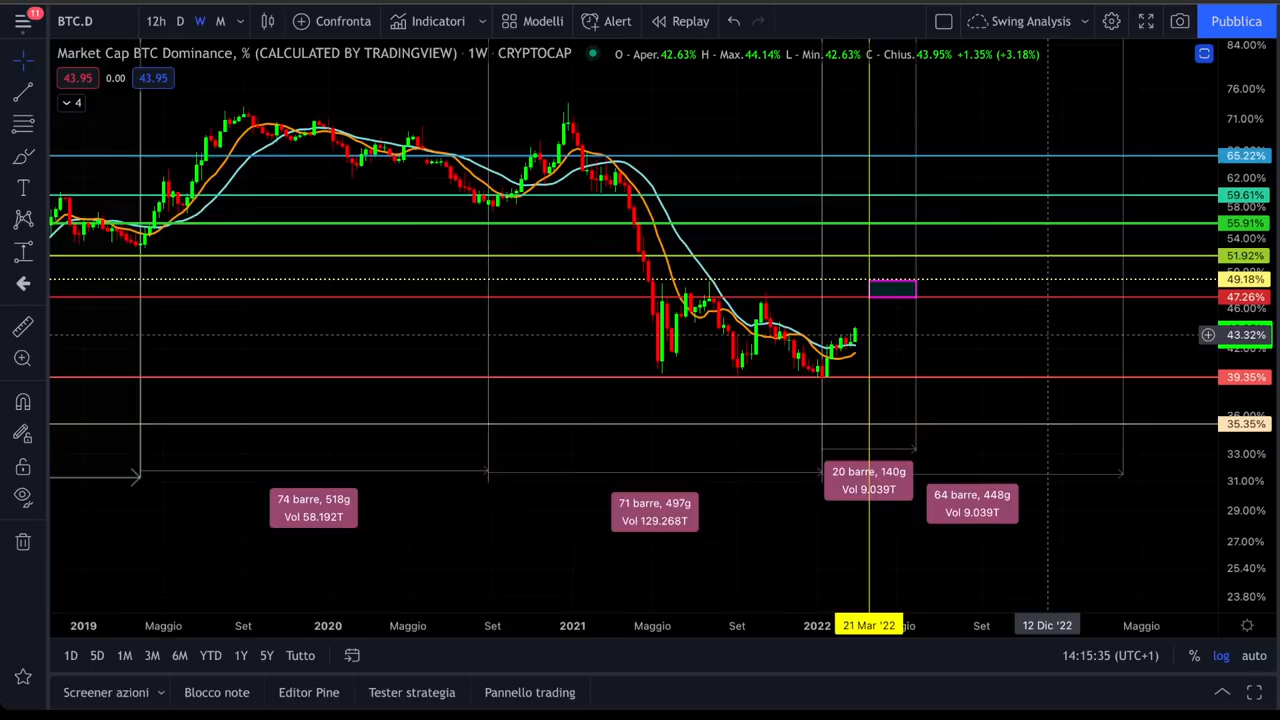 11
BTC.D
12h D W M
Confronta
Indicatori
Modelli
Alert
Replay
Swing Analysis
Pubblica
Market Cap BTC Dominance, % (CALCULATED BY TRADINGVIEW) · 1W · CRYPTOCAP
O - Aper.42.63% H - Max.44.14% L - Min.42.63% C - Chius.43.95% +1.35% (+3.18%)
43.95 0.00 43.95
4
84.00%
76.00%
71.00%
65.22%
62.00%
59.61%
58.00%
55.91%
54.00%
51.92%
49.18%
47.26%
46.00%
43.32%
39.35%
35.35%
33.00%
31.00%
29.00%
27.00%
25.40%
23.80%
74 barre, 518g
Vol 58.192T
71 barre, 497g
Vol 129.268T
20 barre, 140g
Vol 9.039T
64 barre, 448g
Vol 9.039T
2019 Maggio Set 2020 Maggio Set 2021 Maggio Set 2022 21 Mar '22 Set 12 Dic '22 Maggio
1D 5D 1M 3M 6M YTD 1Y 5Y Tutto
14:15:35 (UTC+1) % log auto
Screener azioni Blocco note Editor Pine Tester strategia Pannello trading